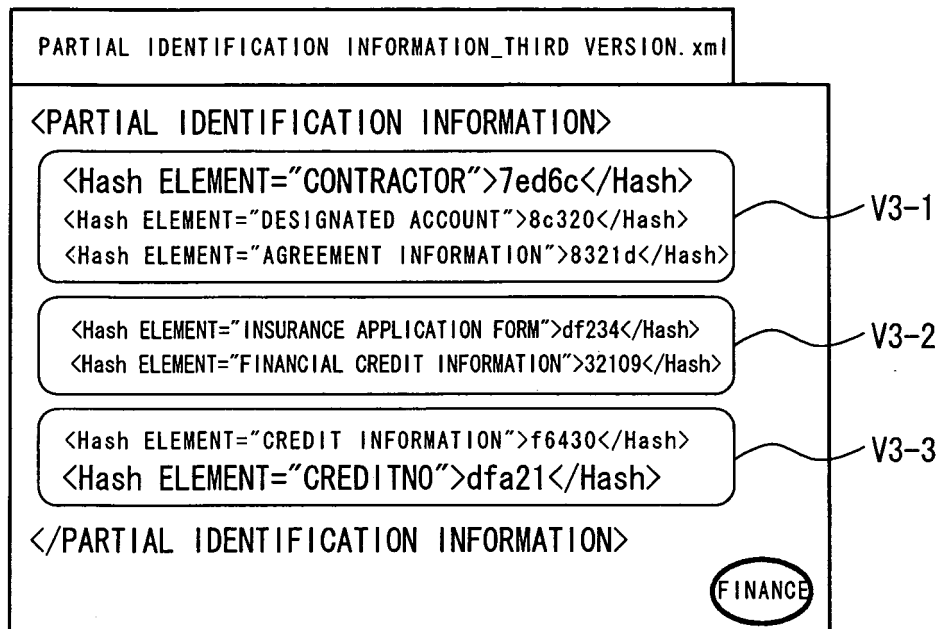 PARTIAL IDENTIFICATION INFORMATION_THIRD VERSION.xml
<PARTIAL IDENTIFICATION INFORMATION>
<Hash ELEMENT="CONTRACTOR">7ed6c</Hash>
<Hash ELEMENT="DESIGNATED ACCOUNT">8c320</Hash>
<Hash ELEMENT="AGREEMENT INFORMATION">8321d</Hash>
V3-1
<Hash ELEMENT="INSURANCE APPLICATION FORM">df234</Hash>
<Hash ELEMENT="FINANCIAL CREDIT INFORMATION">32109</Hash>
V3-2
<Hash ELEMENT="CREDIT INFORMATION">f6430</Hash>
<Hash ELEMENT="CREDITNO">dfa21</Hash>
V3-3
</PARTIAL IDENTIFICATION INFORMATION>
FINANCE